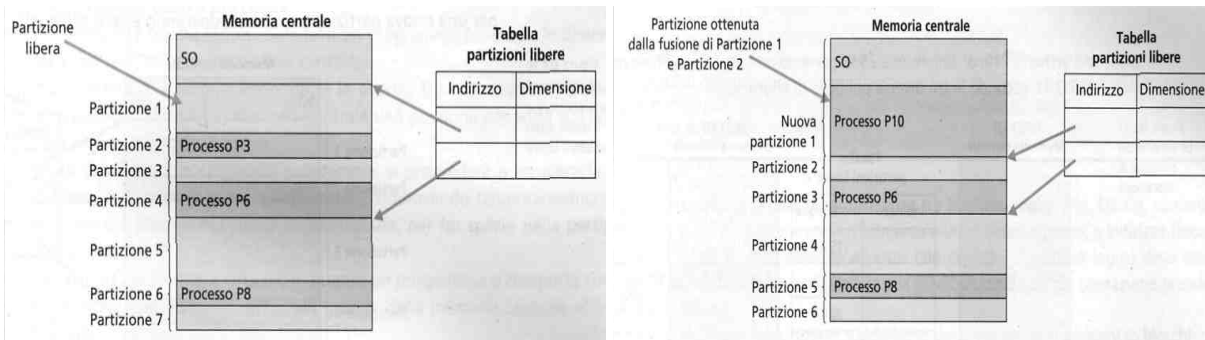 Partizione
libera
Memoria centrale
SO
Tabella
partizioni libere
Indirizzo Dimensione
Partizione 1
Partizione 2 Processo P3
Partizione 3
Partizione 4 Processo P6
Partizione 5
Partizione 6 Processo P8
Partizione 7
Partizione ottenuta
dalla fusione di Partizione 1
e Partizione 2
Memoria centrale
SO
Tabella
partizioni libere
Indirizzo Dimensione
Nuova
partizione 1
Processo P10
Partizione 2
Partizione 3 Processo P6
Partizione 4
Partizione 5 Processo P8
Partizione 6